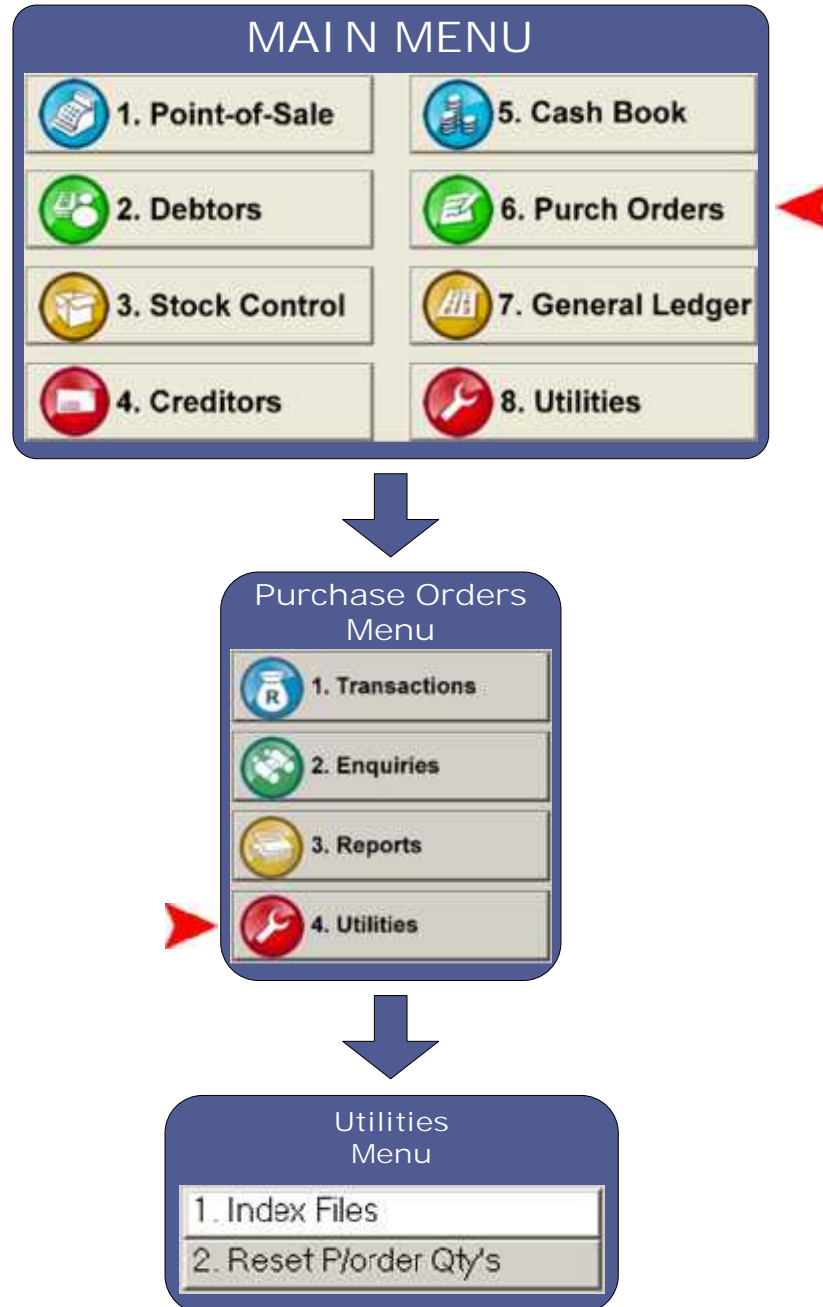 MAIN MENU
1. Point-of-Sale
5. Cash Book
2. Debtors
6. Purch Orders
3. Stock Control
7. General Ledger
4. Creditors
8. Utilities
Purchase Orders
Menu
R
1. Transactions
2. Enquiries
3. Reports
4. Utilities
Utilities
Menu
1. Index Files
2. Reset P/order Qty's